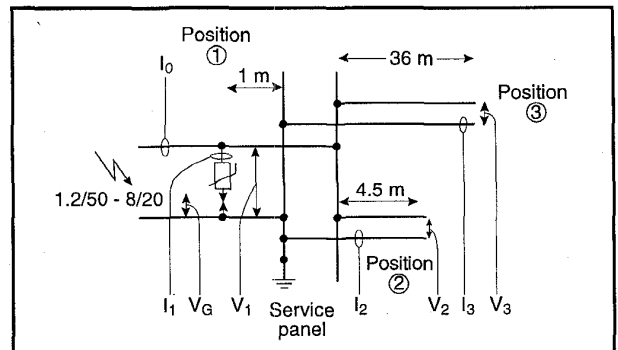 Position
①
1 m
36 m
I₀
Position
③
1.2/50 - 8/20
4.5 m
Position
②
I₁ V_G V₁ Service panel I₂ V₂ I₃ V₃